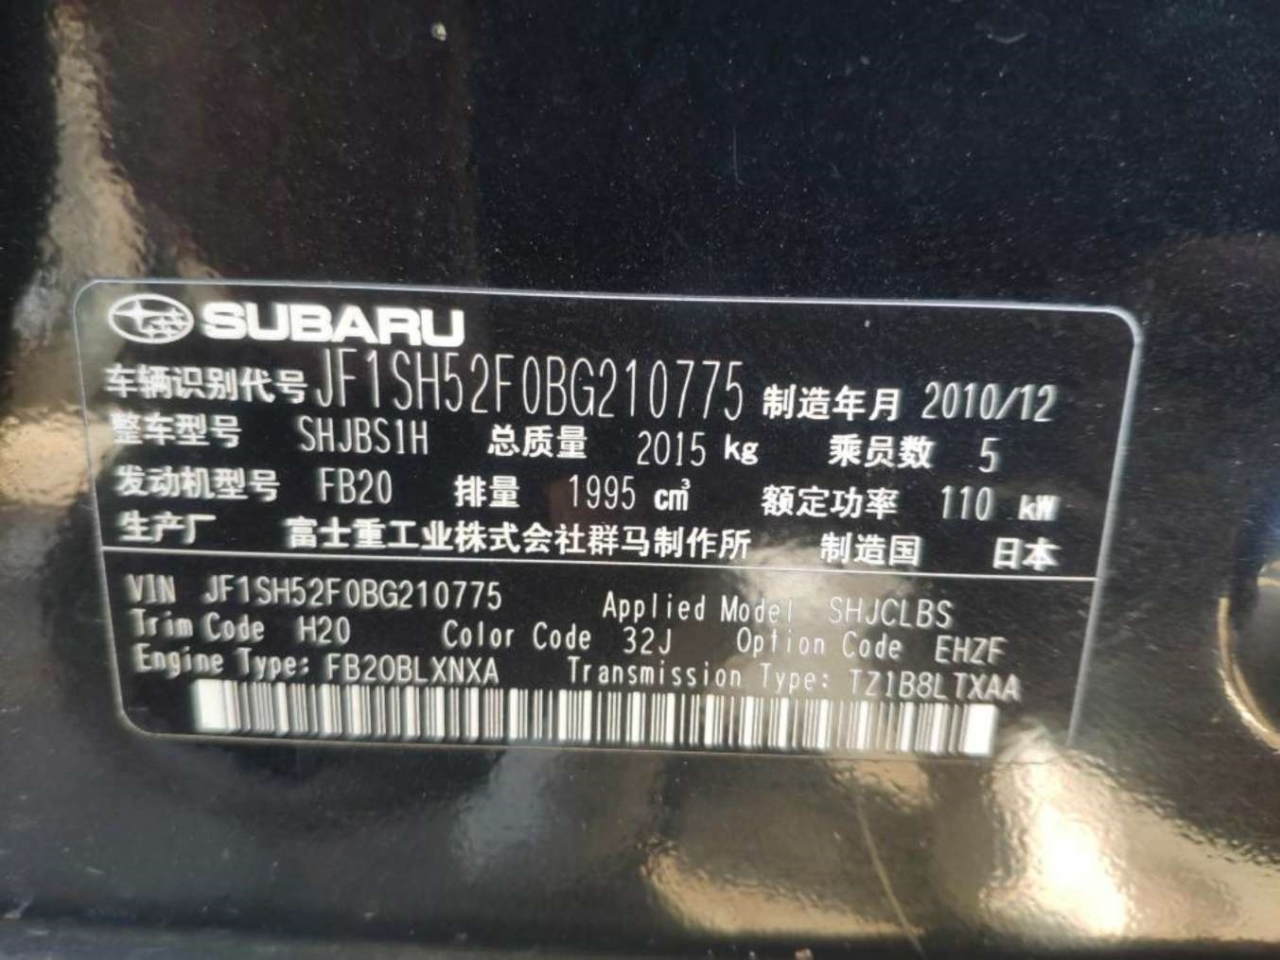 SUBARU
车辆识别代号 JF1SH52F0BG210775 制造年月 2010/12
整车型号 SHJBS1H 总质量 2015 kg 乘员数 5
发动机型号 FB20 排量 1995 cm³ 额定功率 110 kW
生产厂 富士重工业株式会社群马制作所 制造国 日本
VIN JF1SH52F0BG210775 Applied Model SHJCLBS
Trim Code H20 Color Code 32J Option Code EHZF
Engine Type: FB20BLXNXA Transmission Type: TZ1B8LTXAA